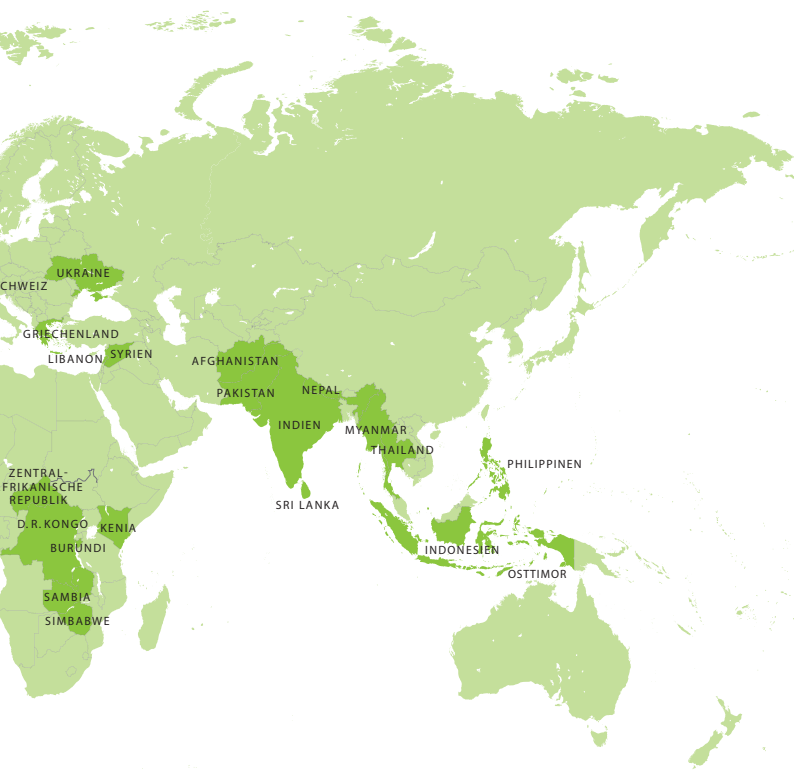 UKRAINE
CHWEIZ
GRIECHENLAND
SYRIEN
LIBANON
AFGHANISTAN
PAKISTAN
NEPAL
INDIEN
MYANMAR
THAILAND
PHILIPPINEN
SRI LANKA
ZENTRAL-
FRIKANISCHE
REPUBLIK
D.R.KONGO
KENIA
BURUNDI
INDONESIEN
OSTTIMOR
SAMBIA
SIMBABWE